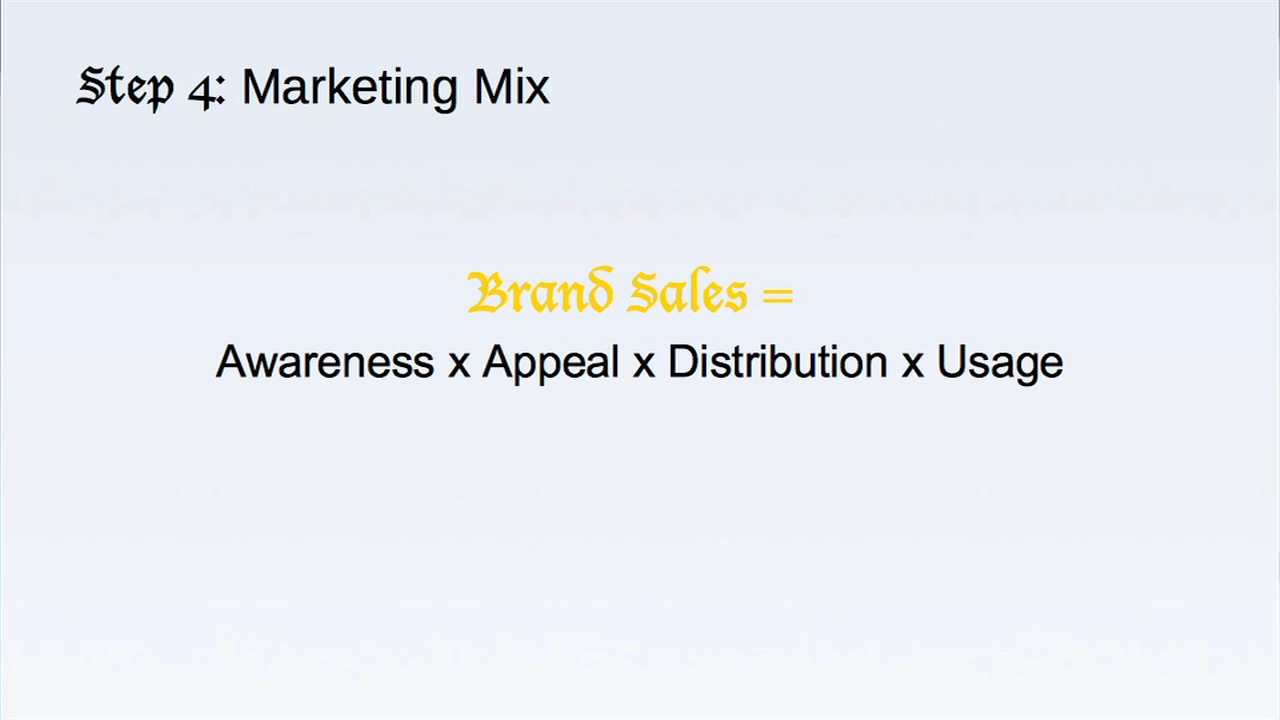 Step 4: Marketing Mix
Brand Sales =
Awareness x Appeal x Distribution x Usage